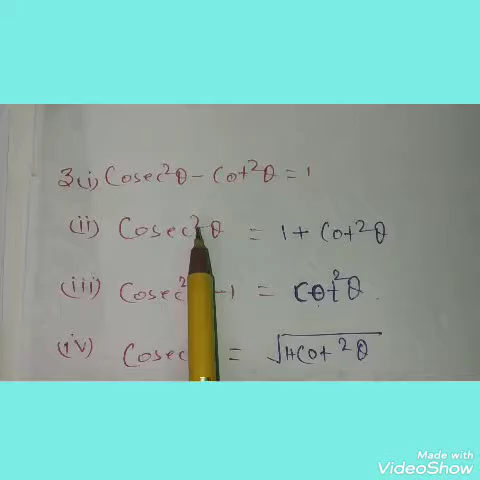 3(i) Cosec²θ - Cot²θ = 1
(ii) Cosec²θ = 1 + Cot²θ
(iii) Cosec² -1 = Cot²θ
(iv) Cosec = √1+Cot²θ
Made with
VideoShow